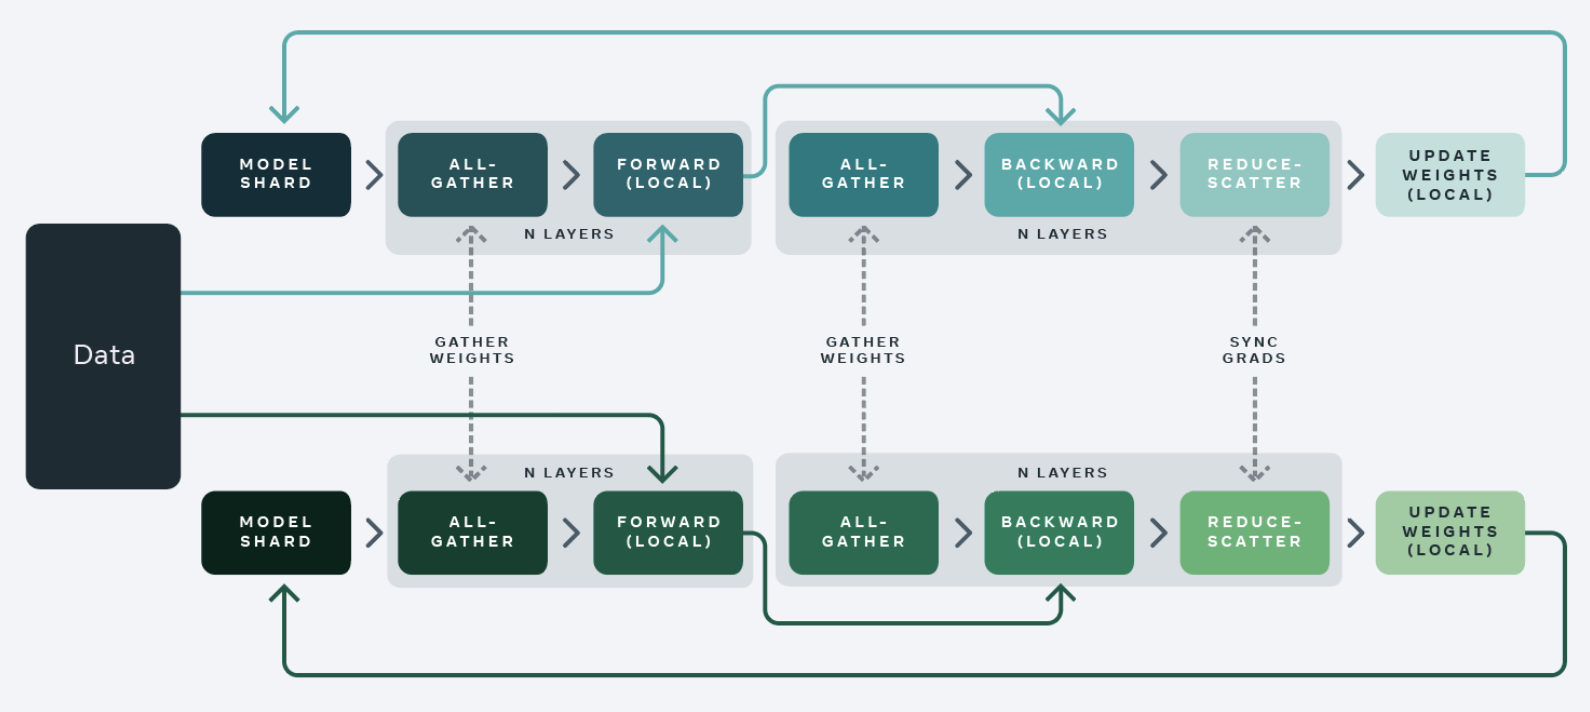 MODEL
SHARD
ALL-
GATHER
FORWARD
(LOCAL)
N LAYERS
ALL-
GATHER
BACKWARD
(LOCAL)
REDUCE-
SCATTER
N LAYERS
UPDATE
WEIGHTS
(LOCAL)
Data
GATHER
WEIGHTS
GATHER
WEIGHTS
SYNC
GRADS
MODEL
SHARD
N LAYERS
ALL-
GATHER
FORWARD
(LOCAL)
N LAYERS
ALL-
GATHER
BACKWARD
(LOCAL)
REDUCE-
SCATTER
UPDATE
WEIGHTS
(LOCAL)